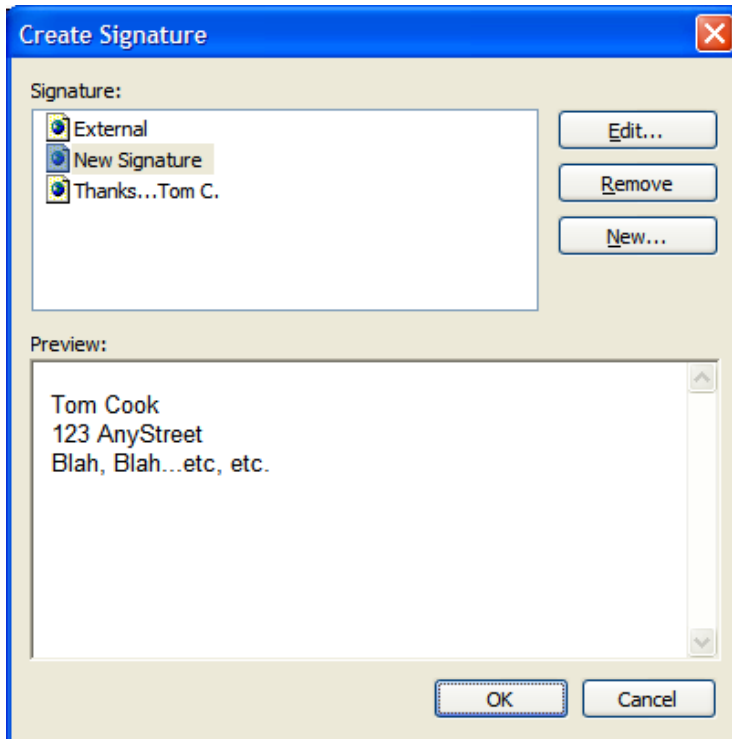 Create Signature
Signature:
External
New Signature
Thanks...Tom C.
Edit...
Remove
New...
Preview:
Tom Cook
123 AnyStreet
Blah, Blah...etc, etc.
OK
Cancel